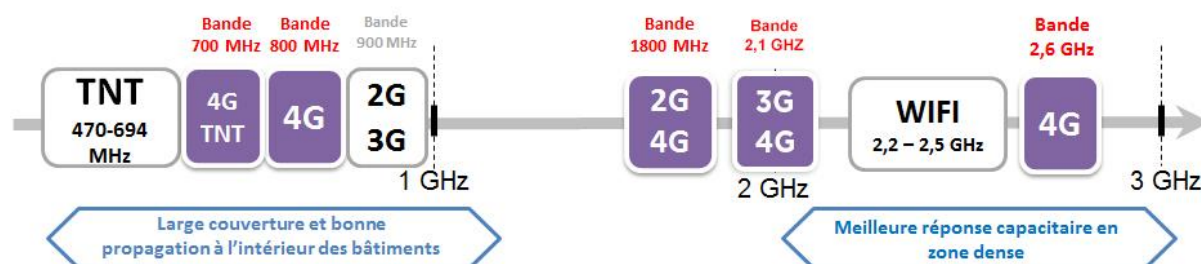 Bande
700 MHz
Bande
800 MHz
Bande
900 MHz
Bande
1800 MHz
Bande
2,1 GHZ
Bande
2,6 GHz
TNT
470-694
MHz
4G
TNT
4G
2G
3G
2G
4G
3G
4G
WIFI
2,2 – 2,5 GHz
4G
1 GHz
2 GHz
3 GHz
Large couverture et bonne
propagation à l'intérieur des bâtiments
Meilleure réponse capacitaire en
zone dense